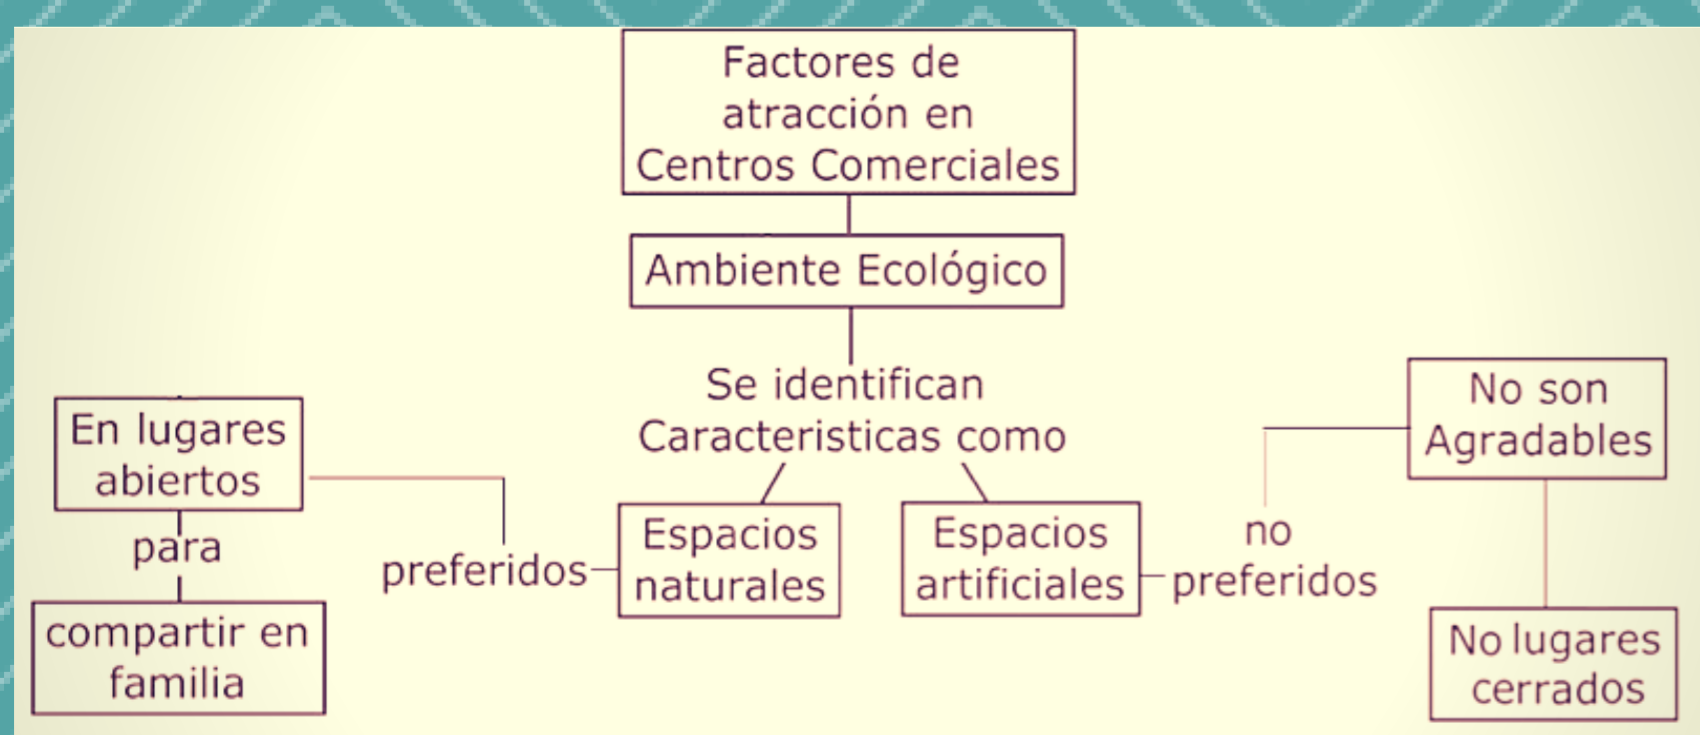 Factores de
atracción en
Centros Comerciales
Ambiente Ecológico
Se identifican
Caracteristicas como
En lugares
abiertos
para
compartir en
familia
preferidos
Espacios
naturales
Espacios
artificiales
no
preferidos
No son
Agradables
No lugares
cerrados